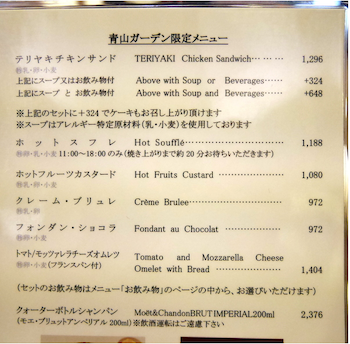 青山ガーデン限定メニュー
テリヤキチキンサンド TERIYAKI Chicken Sandwich… … … 1,296
上記にスープ又はお飲み物付 Above with Soup or Beverages…… +324
上記にスープ と お飲み物付 Above with Soup and Beverages…… +648
※上記のセットに+324でケーキもお召し上がり頂けます
※スープはアレルギー特定原材料(乳・小麦)を使用しております
ホットスフレ Hot Soufflé………………………… 1,188
11:00~18:00 のみ(焼き上がりまで約20分お待ちいただきます)
ホットフルーツカスタード Hot Fruits Custard ……………… 1,080
クレーム・ブリュレ Crème Brulee ……………………… 972
フォンダン・ショコラ Fondant au Chocolat ……………… 972
トマト/モッツァレラチーズオムレツ Tomato and Mozzarella Cheese
(フランスパン付) Omelet with Bread ……………… 1,404
(セットのお飲み物はメニュー「お飲み物」のページの中から、お選びいただけます)
クォーターボトルシャンパン Moët&ChandonBRUT IMPERIAL200ml 2,376
(モエ・ブリュットアンペリアル 200ml) ※飲酒運転はご遠慮下さい